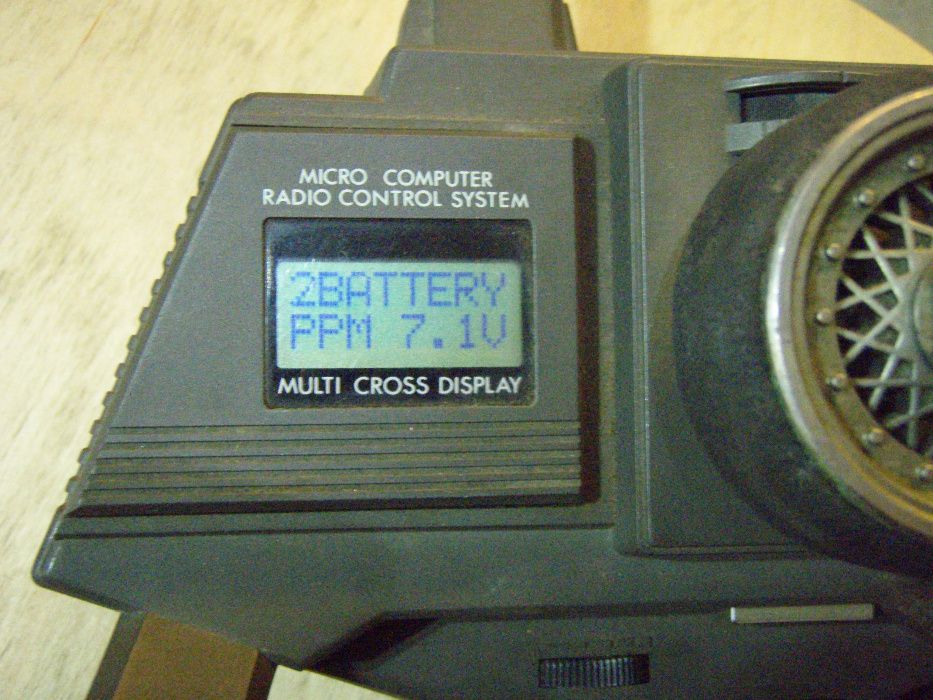 MICRO COMPUTER
RADIO CONTROL SYSTEM
2BATTERY
PPM 7.1V
MULTI CROSS DISPLAY